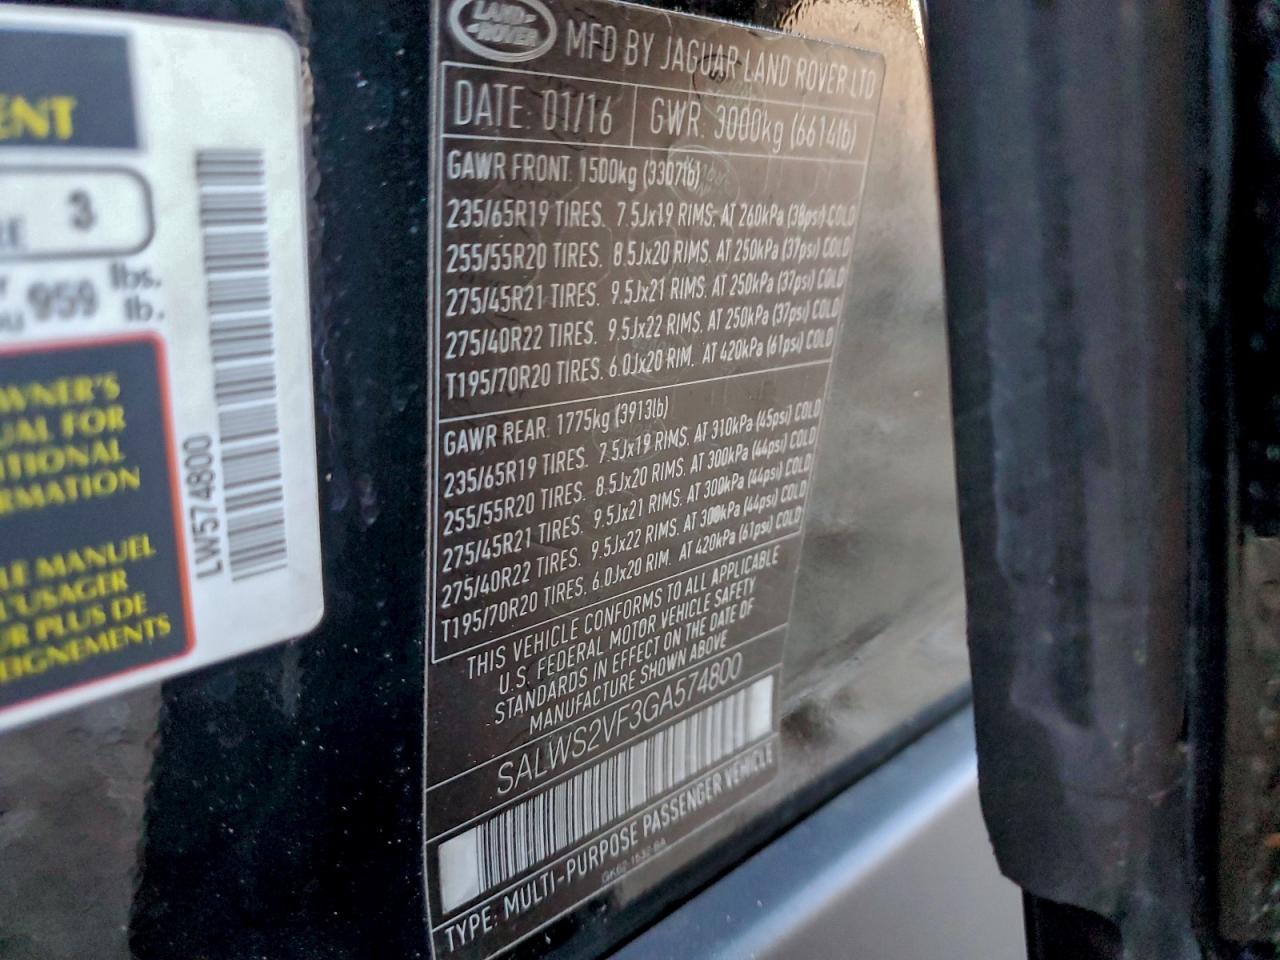 ENT
3
959 lbs.
lb.
WNER'S
UAL FOR
ITIONAL
RMATION
LE MANUEL
L'USAGER
UR PLUS DE
EIGNEMENTS
LW574800
LAND-
-ROVER
MFD BY JAGUAR LAND ROVER LTD
DATE: 01/16 GWR: 3000kg (6614lb)
GAWR FRONT: 1500kg (3307lb)
235/65R19 TIRES. 7.5Jx19 RIMS. AT 260kPa (38psi) COLD
255/55R20 TIRES. 8.5Jx20 RIMS. AT 250kPa (37psi) COLD
275/45R21 TIRES. 9.5Jx21 RIMS. AT 250kPa (37psi) COLD
275/40R22 TIRES. 9.5Jx22 RIMS. AT 250kPa (37psi) COLD
T195/70R20 TIRES. 6.0Jx20 RIM. AT 420kPa (61psi) COLD
GAWR REAR: 1775kg (3913lb)
235/65R19 TIRES. 7.5Jx19 RIMS. AT 310kPa (45psi) COLD
255/55R20 TIRES. 8.5Jx20 RIMS. AT 300kPa (44psi) COLD
275/45R21 TIRES. 9.5Jx21 RIMS. AT 300kPa (44psi) COLD
275/40R22 TIRES. 9.5Jx22 RIMS. AT 300kPa (44psi) COLD
T195/70R20 TIRES. 6.0Jx20 RIM. AT 420kPa (61psi) COLD
THIS VEHICLE CONFORMS TO ALL APPLICABLE
U.S. FEDERAL MOTOR VEHICLE SAFETY
STANDARDS IN EFFECT ON THE DATE OF
MANUFACTURE SHOWN ABOVE
SALWS2VF3GA574800
TYPE: MULTI-PURPOSE PASSENGER VEHICLE